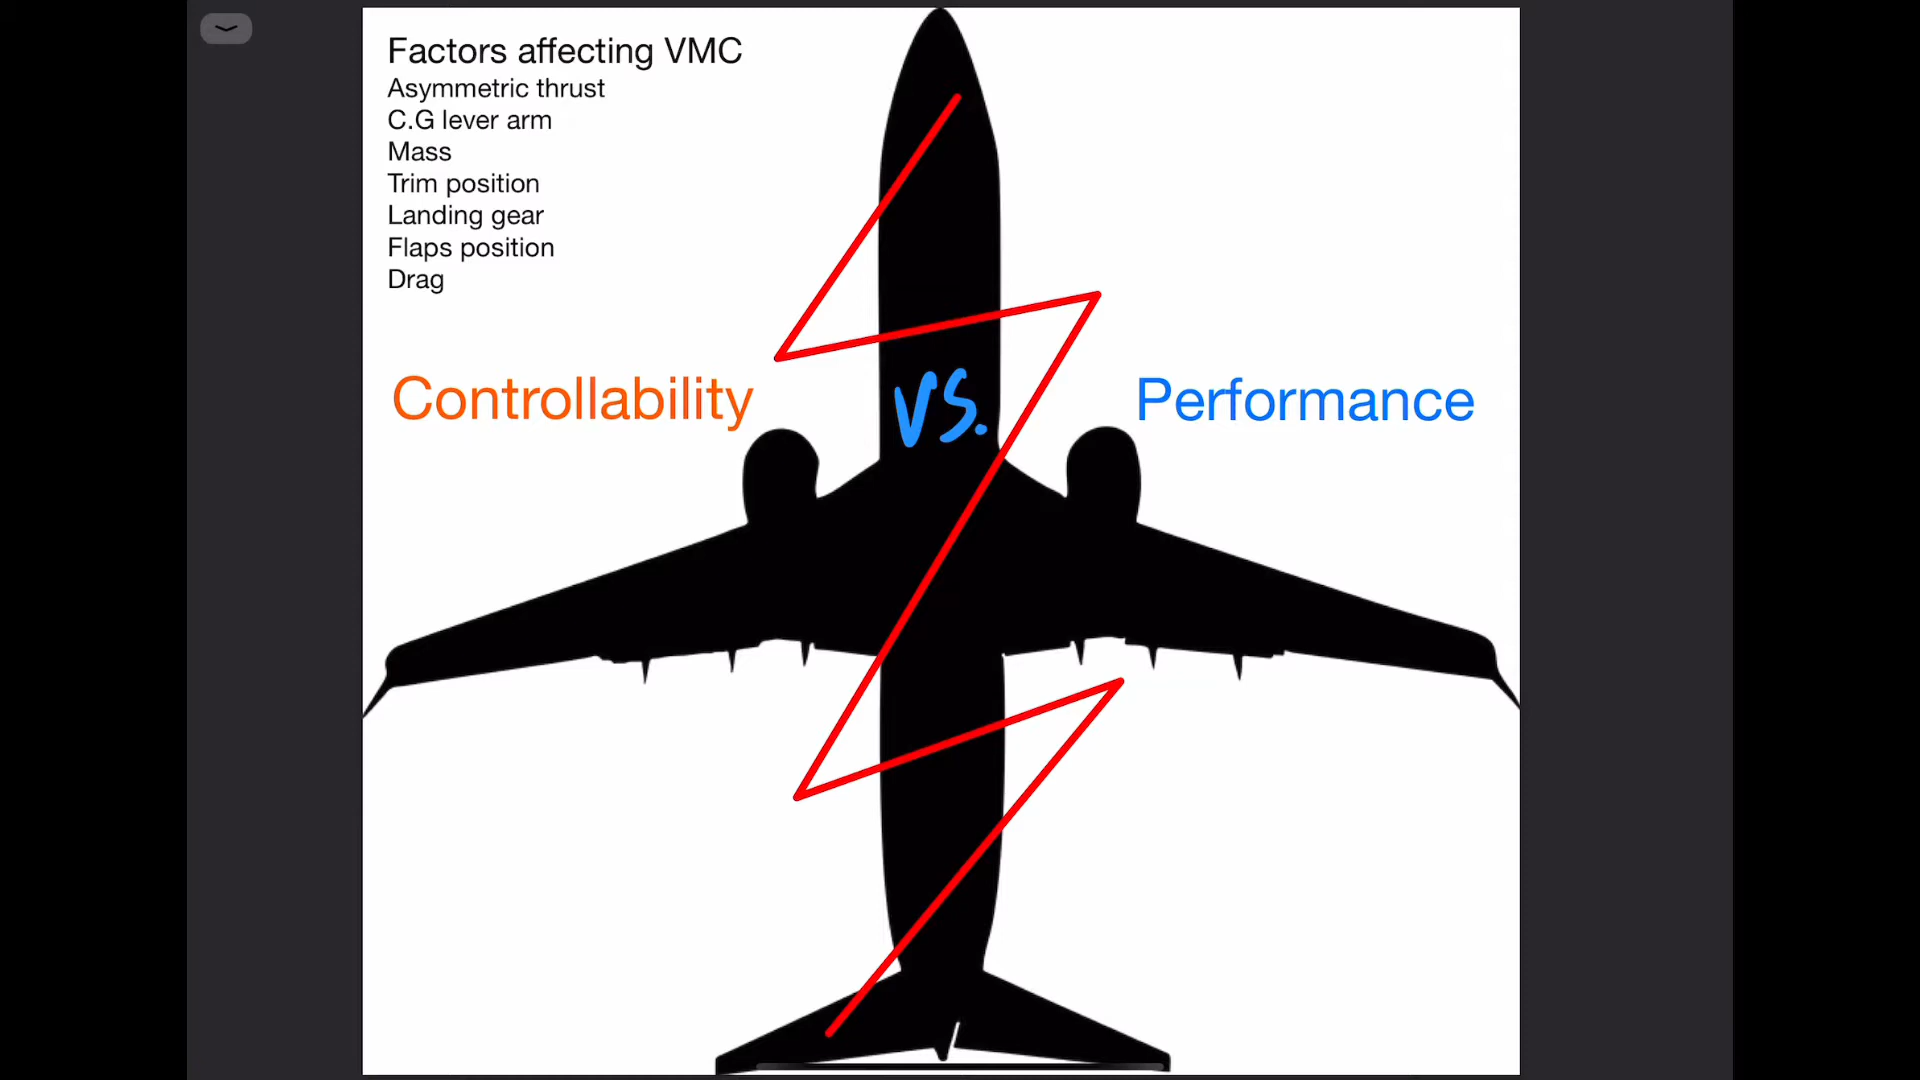 Factors affecting VMC
Asymmetric thrust
C.G lever arm
Mass
Trim position
Landing gear
Flaps position
Drag
Controllability
vs.
Performance